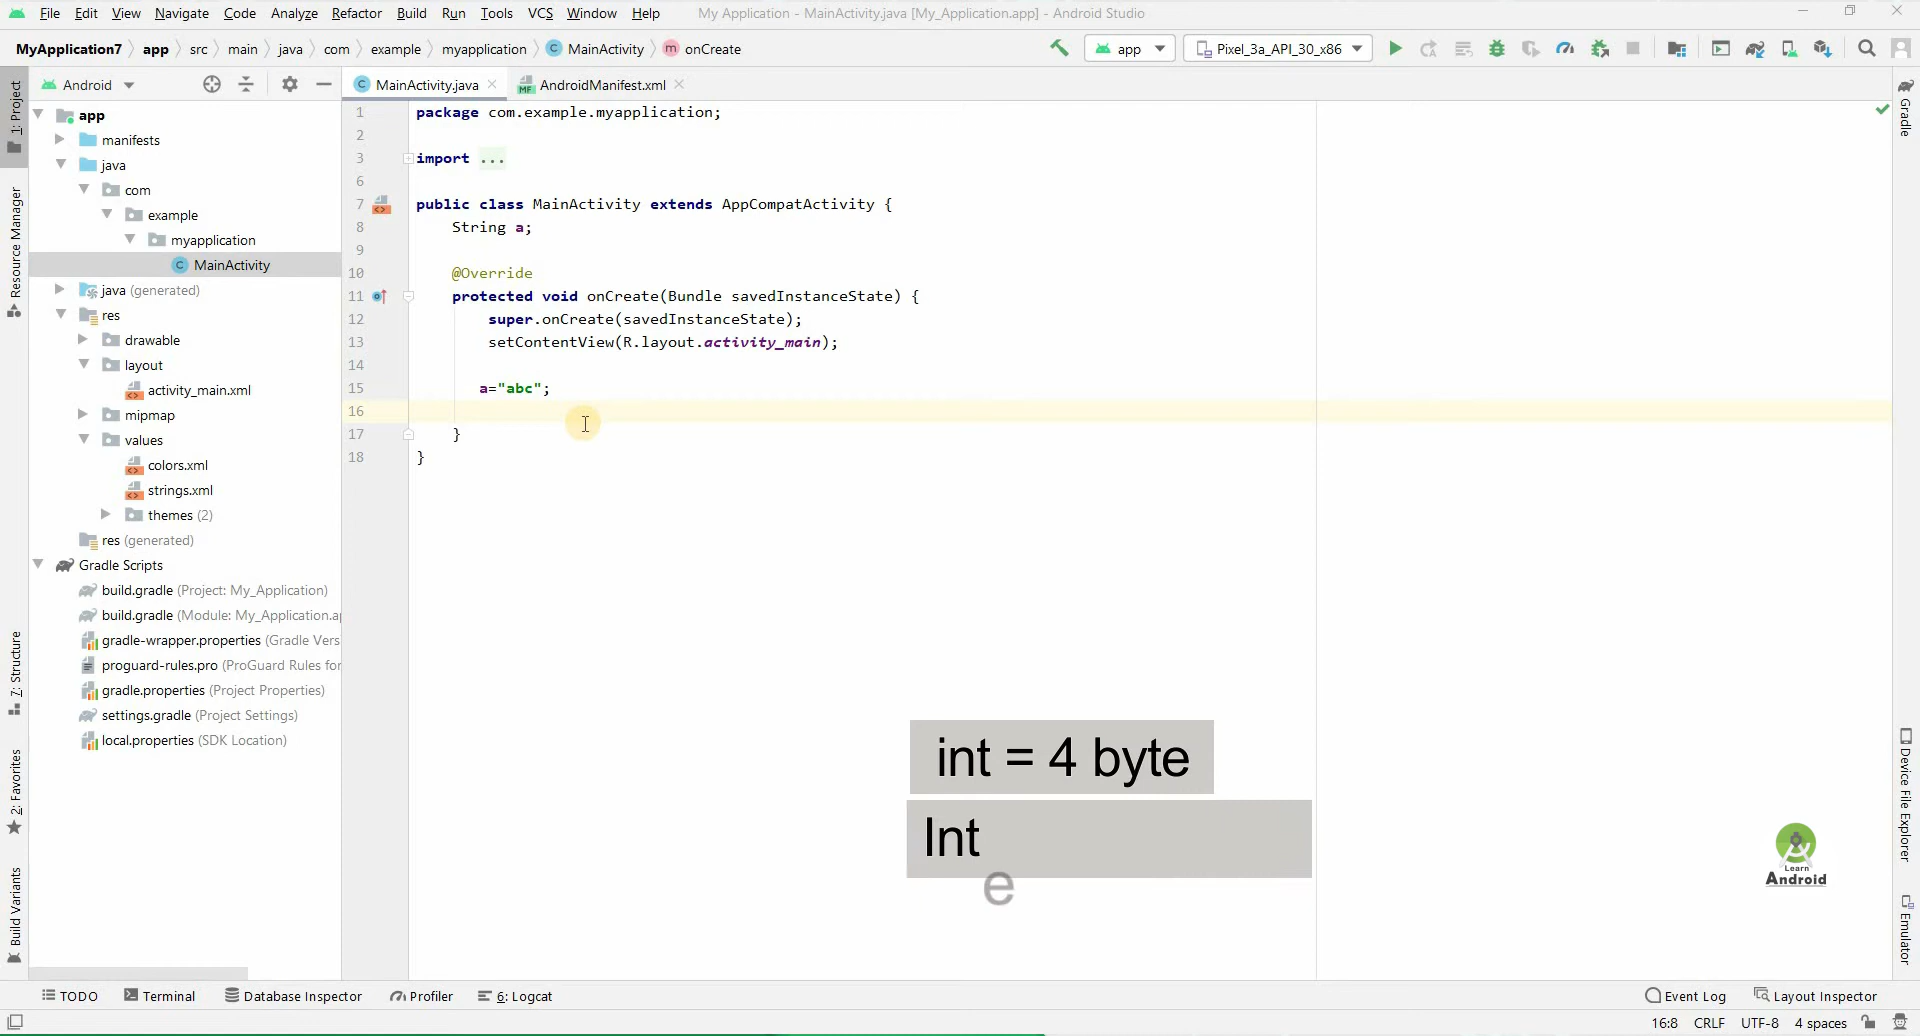 File Edit View Navigate Code Analyze Refactor Build Run Tools VCS Window Help My Application - MainActivity.java [My_Application.app] - Android Studio
MyApplication7 app src main java com example myapplication C MainActivity m onCreate app Pixel_3a_API_30_x86
Android
C MainActivity.java MF AndroidManifest.xml
1: Project
Resource Manager
7: Structure
2: Favorites
Build Variants
app
manifests
java
com
example
myapplication
C MainActivity
java (generated)
res
drawable
layout
activity_main.xml
mipmap
values
colors.xml
strings.xml
themes (2)
res (generated)
Gradle Scripts
build.gradle (Project: My_Application)
build.gradle (Module: My_Application.a
gradle-wrapper.properties (Gradle Vers
proguard-rules.pro (ProGuard Rules for
gradle.properties (Project Properties)
settings.gradle (Project Settings)
local.properties (SDK Location)
1 package com.example.myapplication;
2
3 import ...
6
7 public class MainActivity extends AppCompatActivity {
8 String a;
9
10 @Override
11 protected void onCreate(Bundle savedInstanceState) {
12 super.onCreate(savedInstanceState);
13 setContentView(R.layout.activity_main);
14
15 a="abc";
16
17 }
18 }
int = 4 byte
Int
e
Learn
Android
Gradle
Device File Explorer
Emulator
TODO Terminal Database Inspector Profiler 6: Logcat Event Log Layout Inspector
16:8 CRLF UTF-8 4 spaces